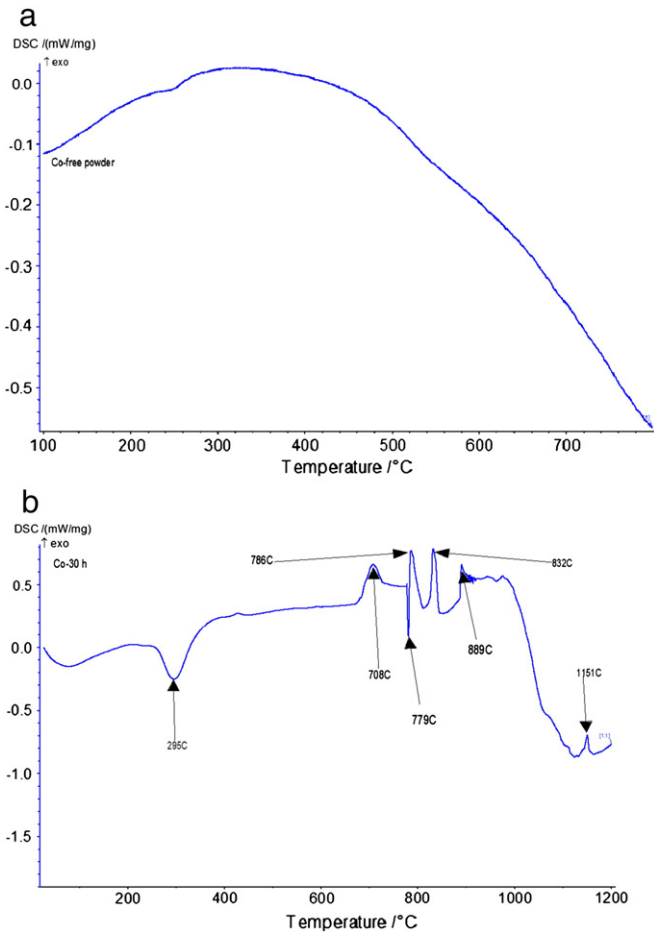 a
DSC /(mW/mg)
↑ exo
0.0
-0.1
Co-free powder
-0.2
-0.3
-0.4
-0.5
100 200 300 400 500 600 700
Temperature /°C
b
DSC /(mW/mg)
↑ exo
Co-30 h
786C
832C
0.5
0.0
708C
889C
1151C
779C
295C
-0.5
[1.1]
-1.0
-1.5
200 400 600 800 1000 1200
Temperature /°C